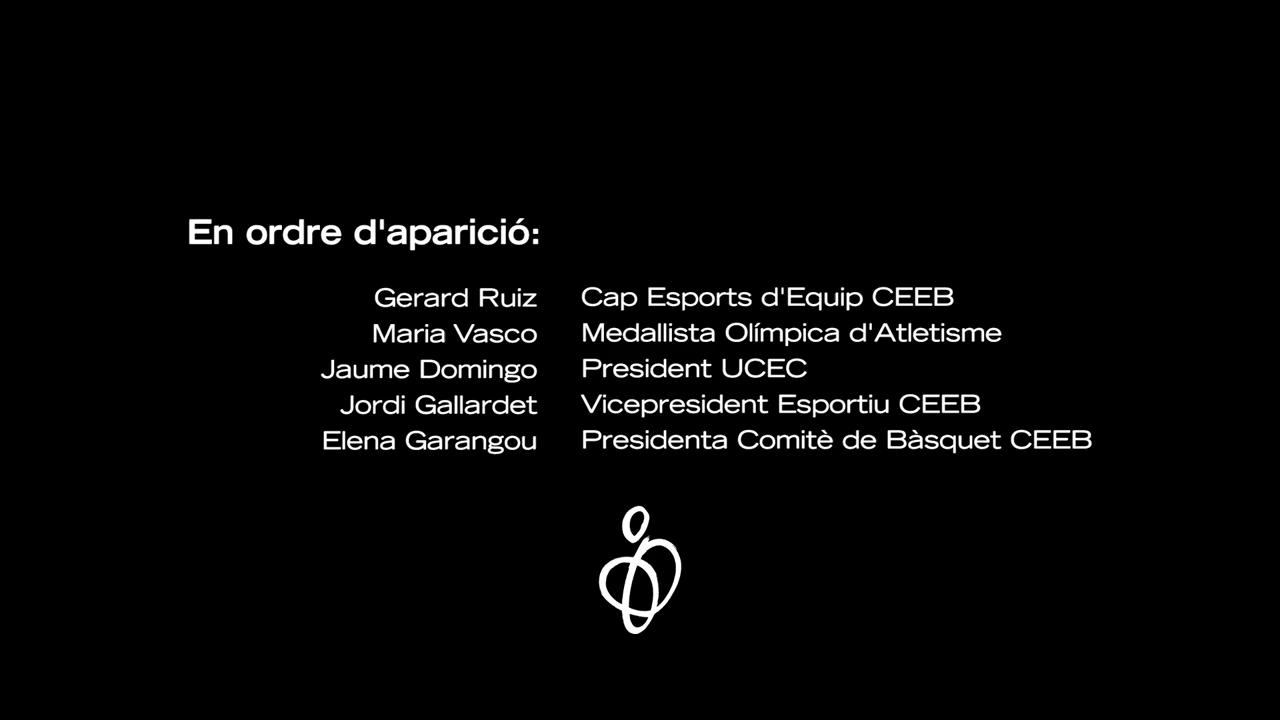 En ordre d'aparició:
Gerard Ruiz Cap Esports d'Equip CEEB
Maria Vasco Medallista Olímpica d'Atletisme
Jaume Domingo President UCEC
Jordi Gallardet Vicepresident Esportiu CEEB
Elena Garangou Presidenta Comitè de Bàsquet CEEB